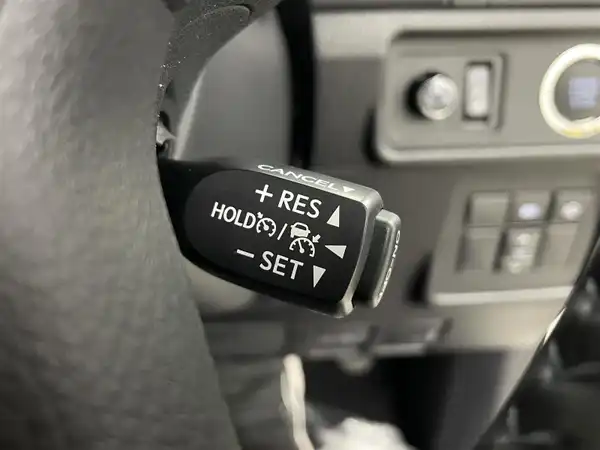 CANCEL▼
+ RES ▲
HOLD / ◀
− SET ▼